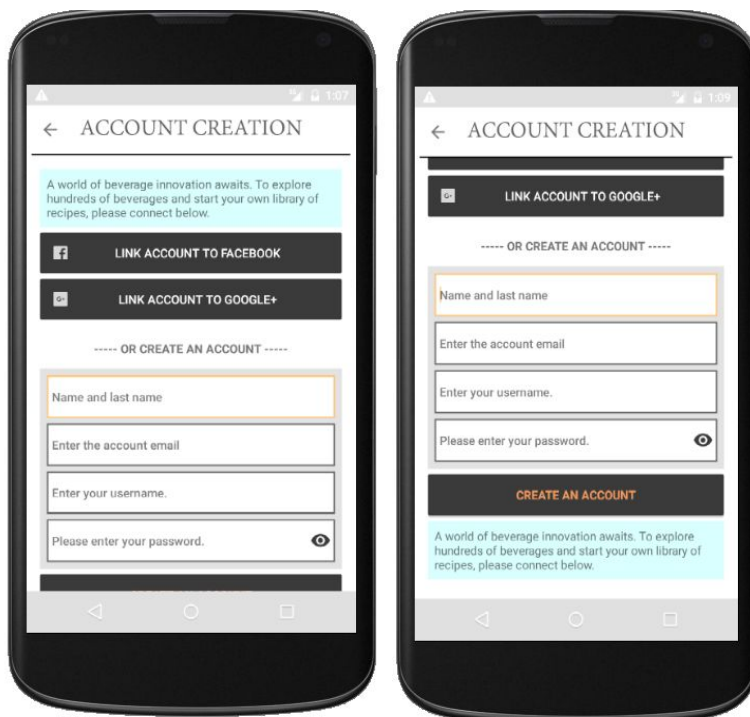 1:07
ACCOUNT CREATION
A world of beverage innovation awaits. To explore
hundreds of beverages and start your own library of
recipes, please connect below.
LINK ACCOUNT TO FACEBOOK
G+
LINK ACCOUNT TO GOOGLE+
----- OR CREATE AN ACCOUNT -----
Name and last name
Enter the account email
Enter your username.
Please enter your password.
1:09
ACCOUNT CREATION
G+
LINK ACCOUNT TO GOOGLE+
----- OR CREATE AN ACCOUNT -----
Name and last name
Enter the account email
Enter your username.
Please enter your password.
CREATE AN ACCOUNT
A world of beverage innovation awaits. To explore
hundreds of beverages and start your own library of
recipes, please connect below.